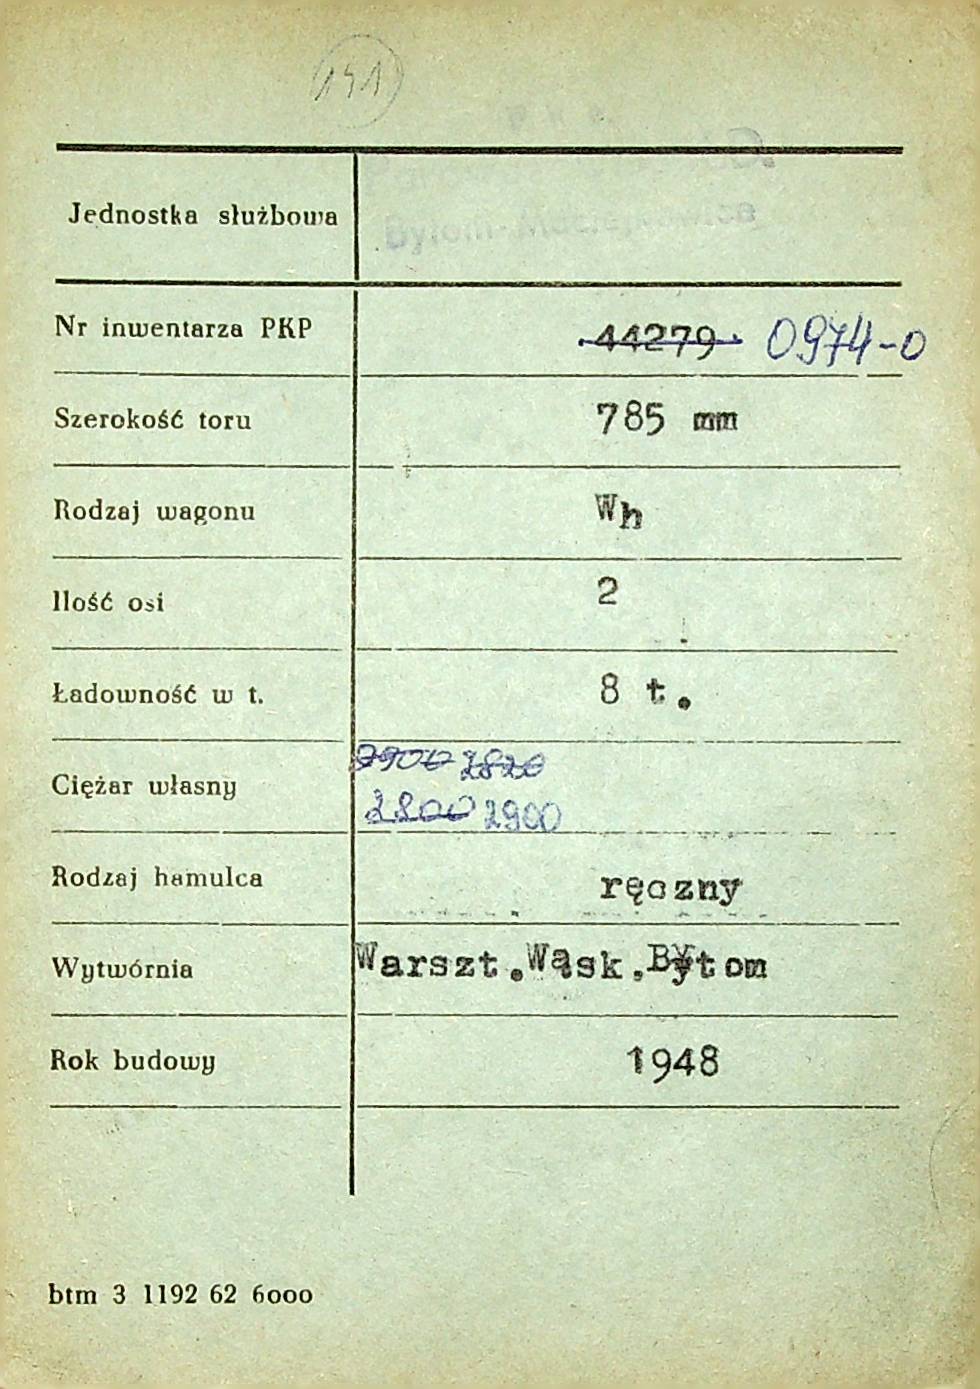 141
P K P
Jednostka służbowa
Bytom-Maciejkowice
Nr inwentarza PKP 44279 0974-0
Szerokość toru 785 mm
Rodzaj wagonu Wh
Ilość osi 2
Ładowność w t. 8 t.
2900 2820
Ciężar własny
2800 2900
Rodzaj hamulca ręczny
Wytwórnia Warszt.Wąsk.Bytom
Rok budowy 1948
btm 3 1192 62 6000